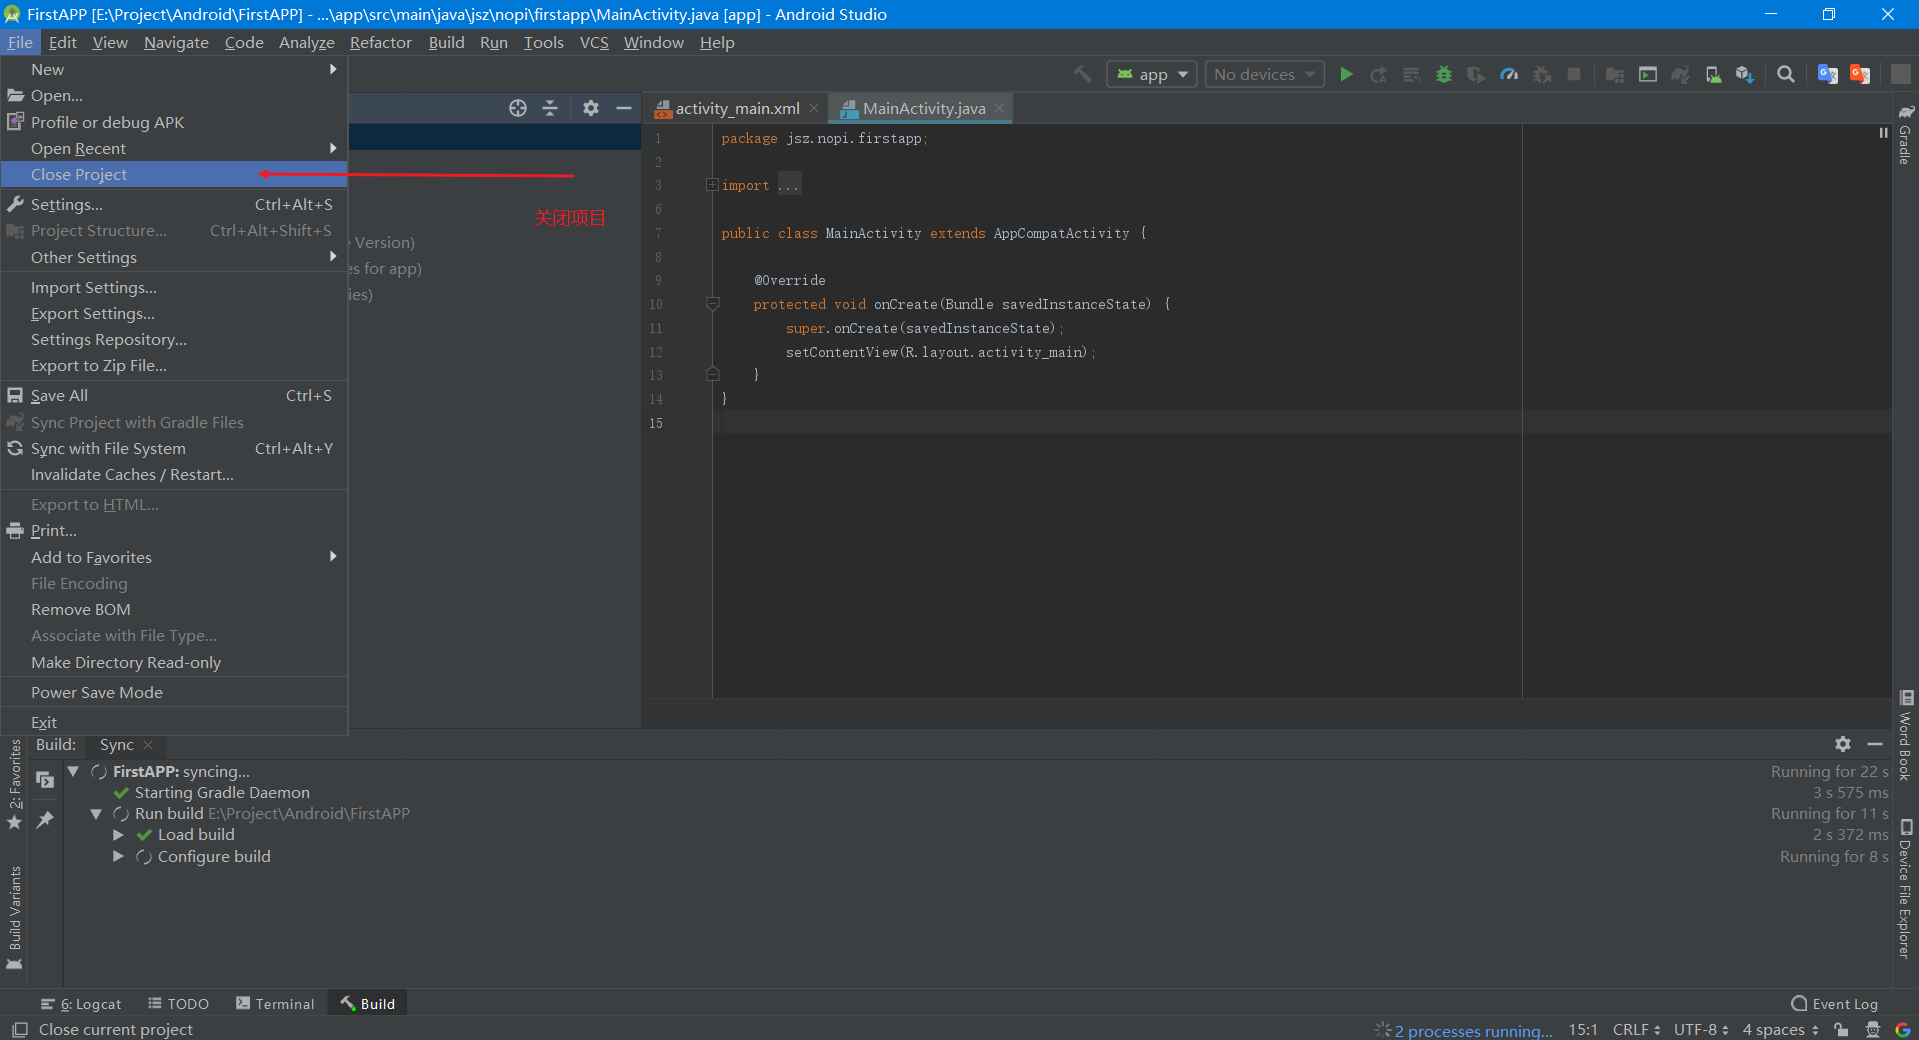 FirstAPP [E:\Project\Android\FirstAPP] - ...\app\src\main\java\jsz\nopi\firstapp\MainActivity.java [app] - Android Studio
File Edit View Navigate Code Analyze Refactor Build Run Tools VCS Window Help
app No devices
New
Open...
Profile or debug APK
Open Recent
Close Project
Settings... Ctrl+Alt+S
Project Structure... Ctrl+Alt+Shift+S
Other Settings
Import Settings...
Export Settings...
Settings Repository...
Export to Zip File...
Save All Ctrl+S
Sync Project with Gradle Files
Sync with File System Ctrl+Alt+Y
Invalidate Caches / Restart...
Export to HTML...
Print...
Add to Favorites
File Encoding
Remove BOM
Associate with File Type...
Make Directory Read-only
Power Save Mode
Exit
关闭项目
Version)
s for app)
ies)
activity_main.xml MainActivity.java
1 package jsz.nopi.firstapp;
2
3 import ...
6
7 public class MainActivity extends AppCompatActivity {
8
9 @Override
10 protected void onCreate(Bundle savedInstanceState) {
11 super.onCreate(savedInstanceState);
12 setContentView(R.layout.activity_main);
13 }
14 }
15
Gradle
Word Book
Device File Explorer
2: Favorites
Build Variants
Build: Sync
FirstAPP: syncing... Running for 22 s
Starting Gradle Daemon 3 s 575 ms
Run build E:\Project\Android\FirstAPP Running for 11 s
Load build 2 s 372 ms
Configure build Running for 8 s
6: Logcat TODO Terminal Build Event Log
Close current project 2 processes running... 15:1 CRLF UTF-8 4 spaces